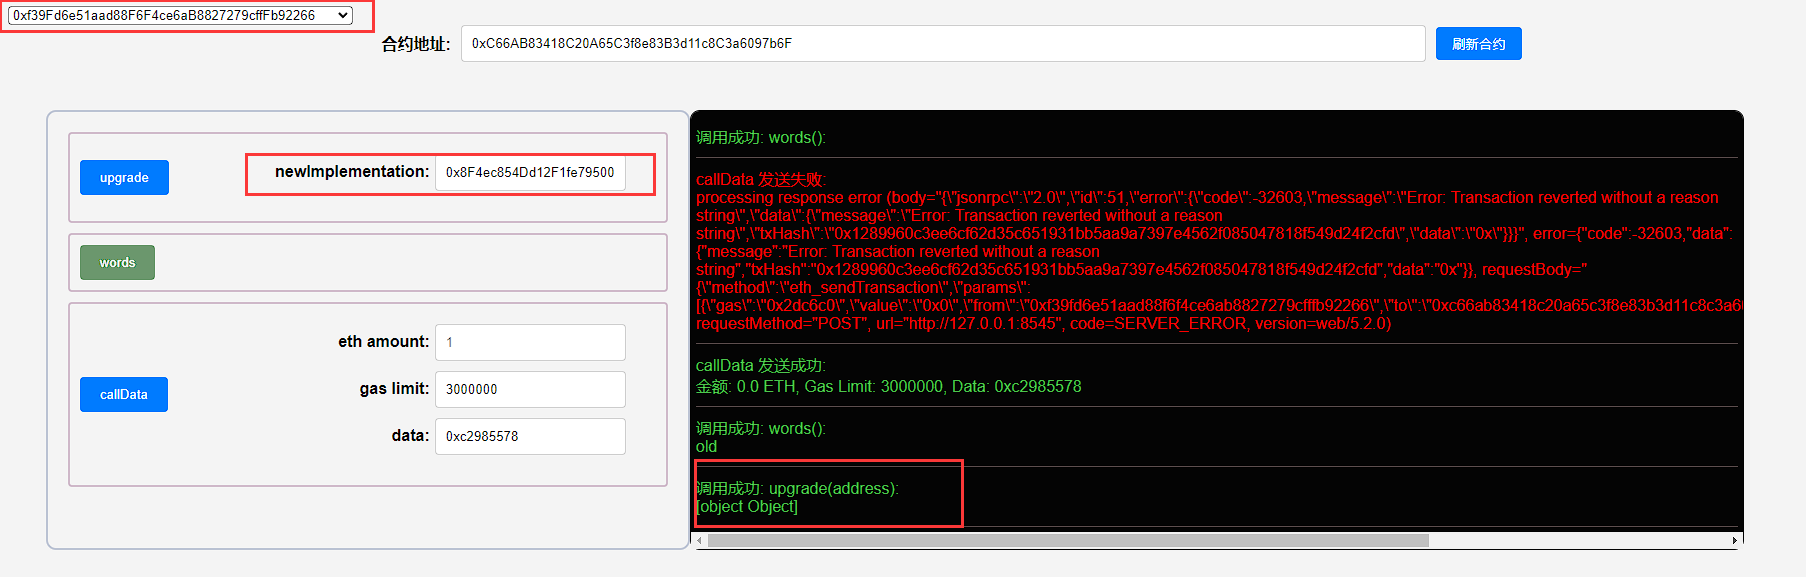 0xf39Fd6e51aad88F6F4ce6aB8827279cffFb92266
合约地址: 0xC66AB83418C20A65C3f8e83B3d11c8C3a6097b6F 刷新合约
upgrade newImplementation: 0x8F4ec854Dd12F1fe79500
words
callData
eth amount: 1
gas limit: 3000000
data: 0xc2985578
调用成功: words():
callData 发送失败:
processing response error (body="{\"jsonrpc\":\"2.0\",\"id\":51,\"error\":{\"code\":-32603,\"message\":\"Error: Transaction reverted without a reason
string\",\"data\":{\"message\":\"Error: Transaction reverted without a reason
string\",\"txHash\":\"0x1289960c3ee6cf62d35c651931bb5aa9a7397e4562f085047818f549d24f2cfd\",\"data\":\"0x\"}}}", error={"code":-32603,"data":
{"message":"Error: Transaction reverted without a reason
string","txHash":"0x1289960c3ee6cf62d35c651931bb5aa9a7397e4562f085047818f549d24f2cfd","data":"0x"}}, requestBody="
{\"method\":\"eth_sendTransaction\",\"params\":
[{\"gas\":\"0x2dc6c0\",\"value\":\"0x0\",\"from\":\"0xf39fd6e51aad88f6f4ce6ab8827279cfffb92266\",\"to\":\"0xc66ab83418c20a65c3f8e83b3d11c8c3a60
requestMethod="POST", url="http://127.0.0.1:8545", code=SERVER_ERROR, version=web/5.2.0)
callData 发送成功:
金额: 0.0 ETH, Gas Limit: 3000000, Data: 0xc2985578
调用成功: words():
old
调用成功: upgrade(address):
[object Object]